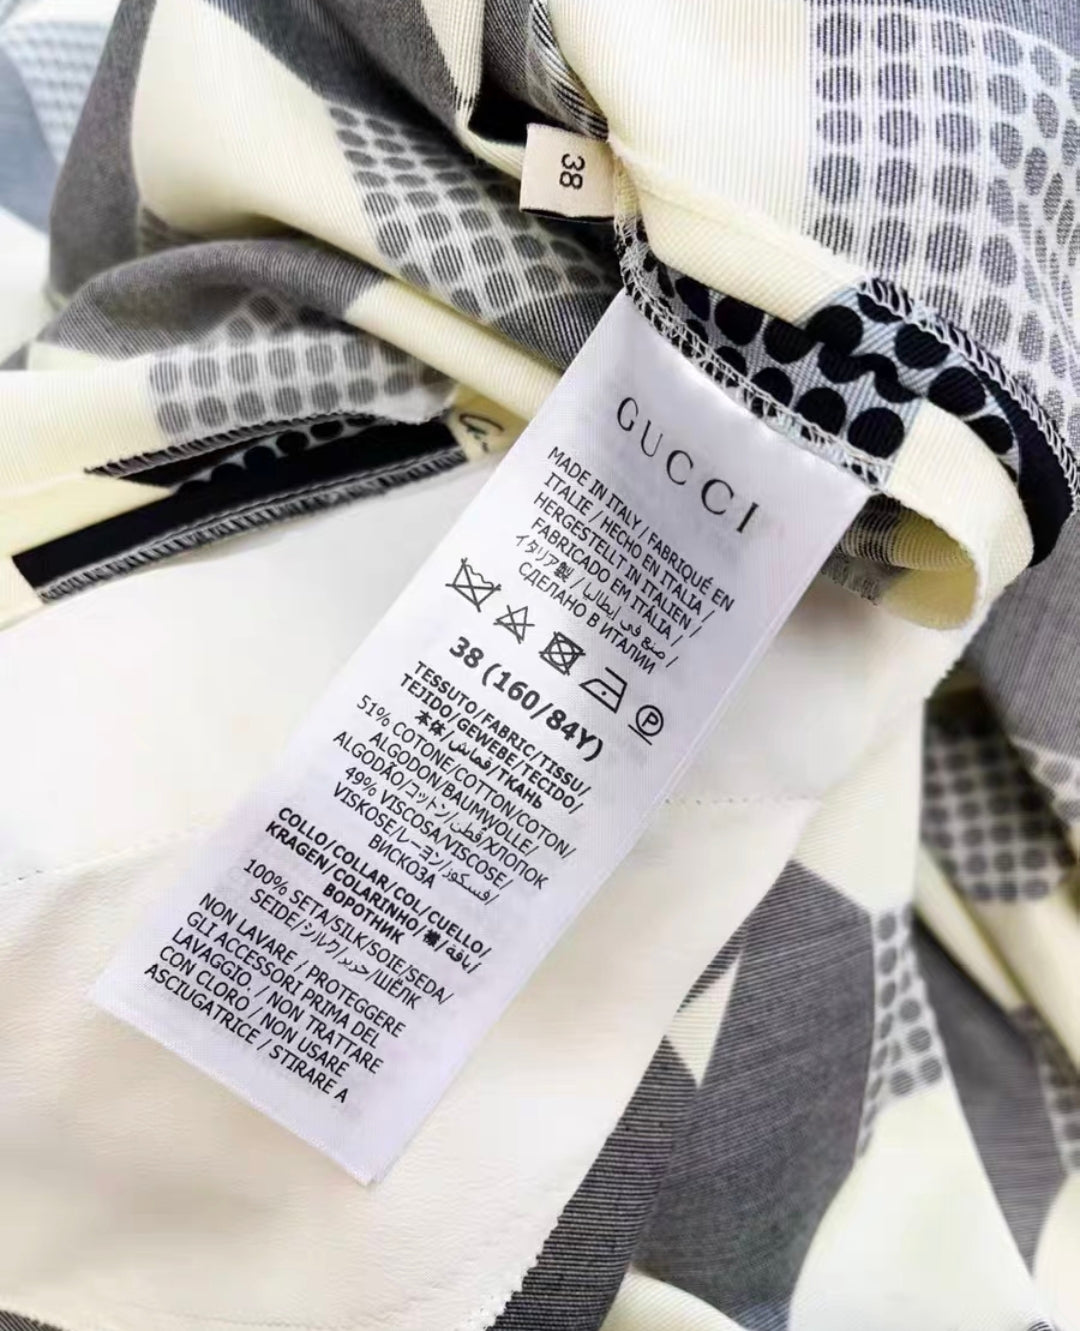 38
GUCCI
MADE IN ITALY / FABRIQUÉ EN
ITALIE / HECHO EN ITALIA /
HERGESTELLT IN ITALIEN /
FABRICADO EM ITÁLIA /
イタリア製 / صنع في إيطاليا /
СДЕЛАНО В ИТАЛИИ
P
38 (160/84Y)
TESSUTO/FABRIC/TISSU/
TEJIDO/GEWEBE/TECIDO/
本体/قماش/ТКАНЬ
51% COTONE/COTTON/COTON/
ALGODON/BAUMWOLLE/
ALGODÃO/コットン/قطن/ХЛОПОК
49% VISCOSA/VISCOSE/
VISKOSE/レーヨン/فسكوز/
ВИСКОЗА
COLLO/COLLAR/COL/CUELLO/
KRAGEN/COLARINHO/襟/ياقة/
ВОРОТНИК
100% SETA/SILK/SOIE/SEDA/
SEIDE/シルク/حرير/ШЁЛК
NON LAVARE / PROTEGGERE
GLI ACCESSORI PRIMA DEL
LAVAGGIO. / NON TRATTARE
CON CLORO / NON USARE
ASCIUGATRICE / STIRARE A